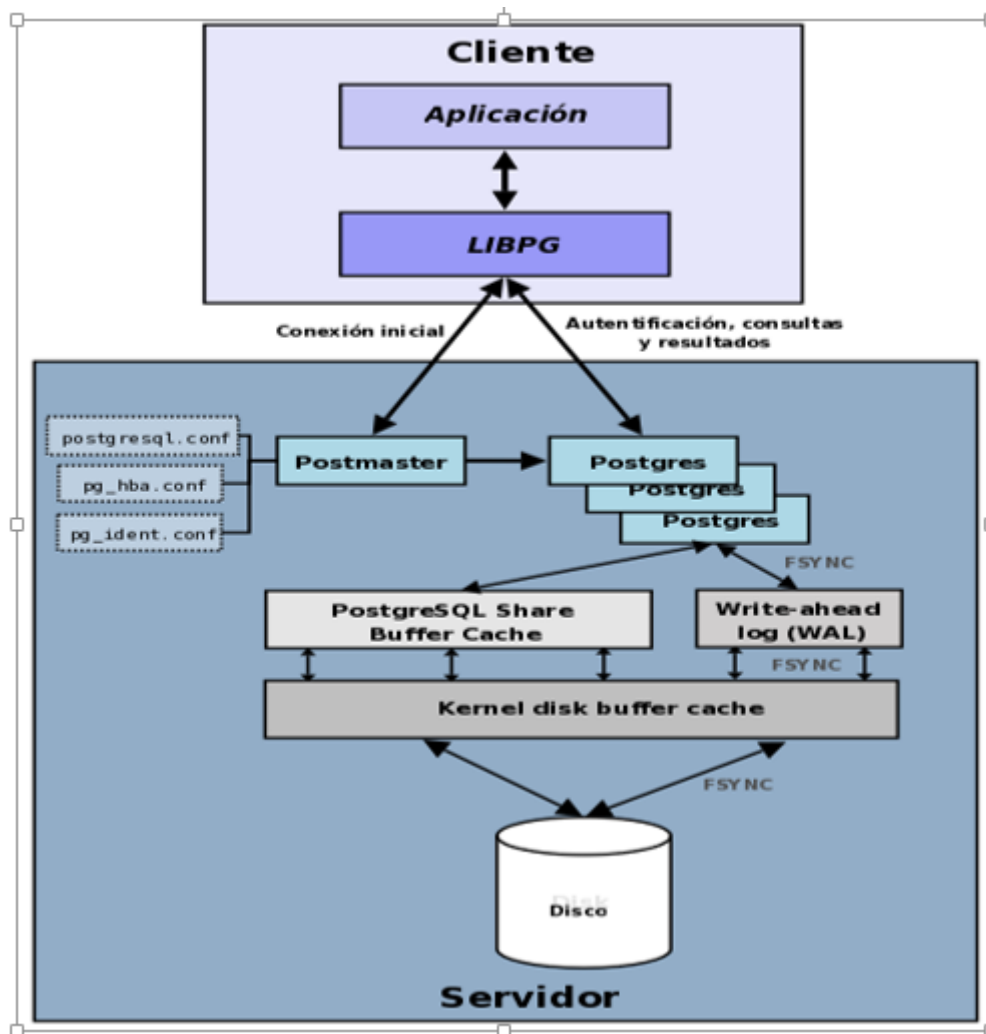 Cliente
Aplicación
LIBPG
Conexión inicial
Autentificación, consultas
y resultados
postgresql.conf
pg_hba.conf
pg_ident.conf
Postmaster
Postgres
Postgres
Postgres
FSYNC
PostgreSQL Share
Buffer Cache
Write-ahead
log (WAL)
FSYNC
Kernel disk buffer cache
FSYNC
Disk
Disco
Servidor